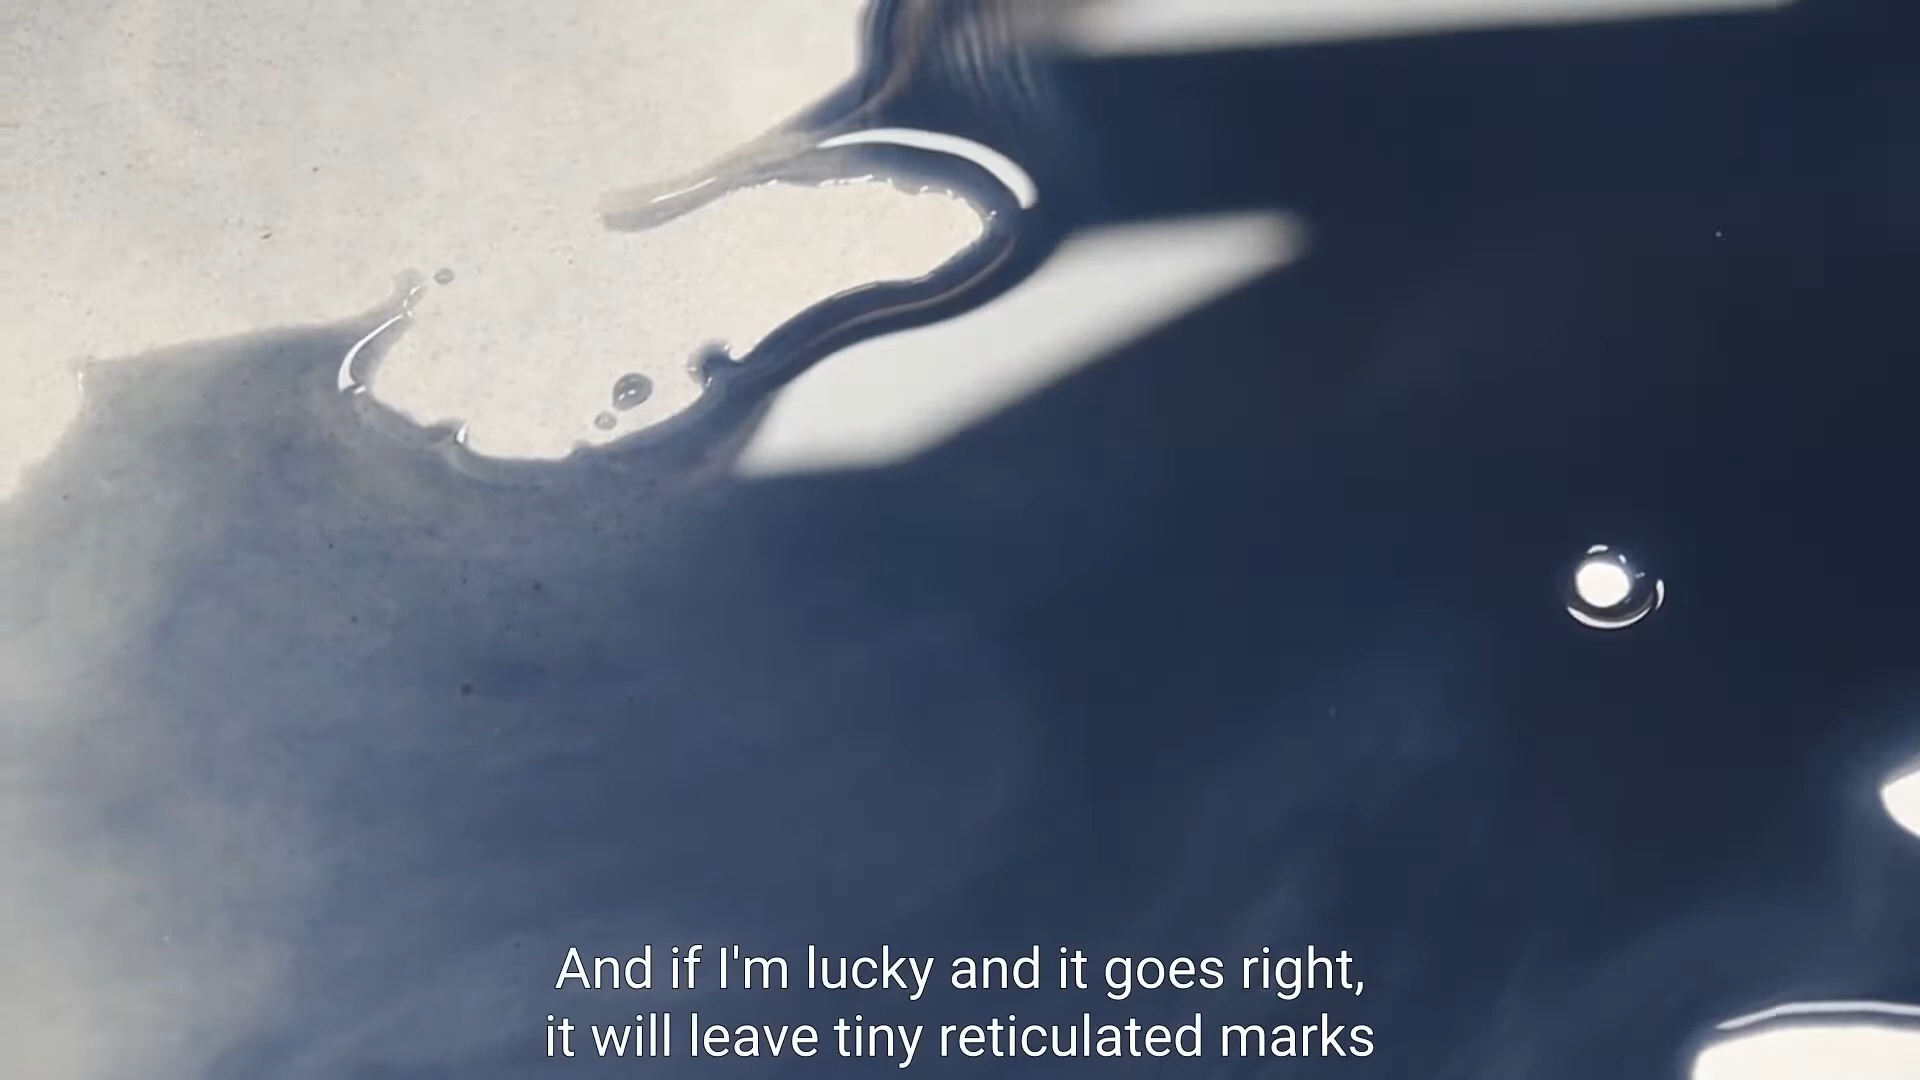 And if I'm lucky and it goes right,
it will leave tiny reticulated marks